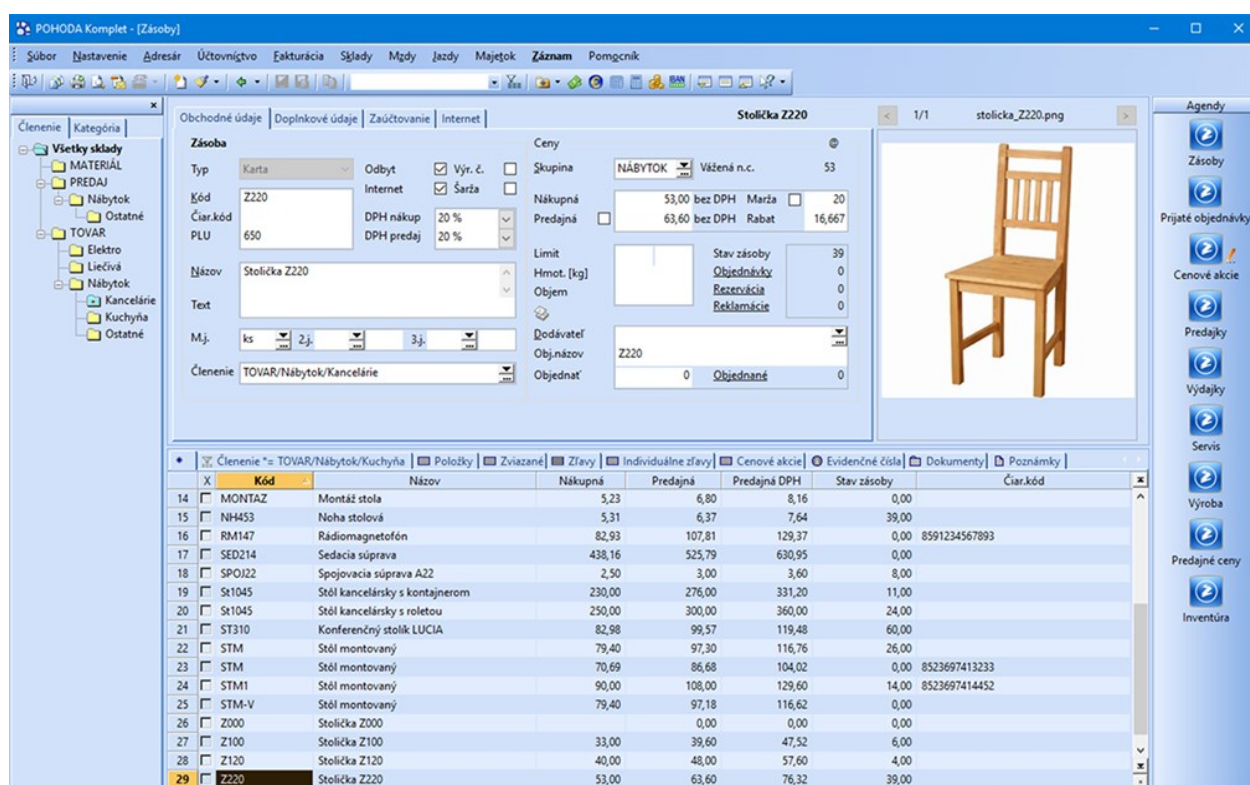 POHODA Komplet - [Zásoby]
Súbor Nastavenie Adresár Účtovníctvo Fakturácia Sklady Mzdy Jazdy Majetok Záznam Pomocník
IBAN
Členenie Kategória
Všetky sklady
MATERIÁL
PREDAJ
Nábytok
Ostatné
TOVAR
Elektro
Liečivá
Nábytok
Kancelárie
Kuchyňa
Ostatné
Obchodné údaje Doplnkové údaje Zaúčtovanie Internet Stolička Z220
Zásoba
Typ Karta Odbyt Výr. č.
Internet Šarža
Kód Z220
Čiar.kód DPH nákup 20 %
PLU 650 DPH predaj 20 %
Názov Stolička Z220
Text
M.j. ks 2.j. 3.j.
Členenie TOVAR/Nábytok/Kancelárie
Ceny @
Skupina NÁBYTOK Vážená n.c. 53
Nákupná 53,00 bez DPH Marža 20
Predajná 63,60 bez DPH Rabat 16,667
Limit Stav zásoby 39
Hmot. [kg] Objednávky 0
Objem Rezervácia 0
Reklamácie 0
Dodávateľ
Obj.názov Z220
Objednať 0 Objednané 0
< 1/1 stolicka_Z220.png >
Agendy
Zásoby
Prijaté objednávky
Cenové akcie
Predajky
Výdajky
Servis
Výroba
Predajné ceny
Inventúra
Členenie *= TOVAR/Nábytok/Kuchyňa Položky Zviazané Zľavy Individuálne zľavy Cenové akcie Evidenčné čísla Dokumenty Poznámky
X Kód Názov Nákupná Predajná Predajná DPH Stav zásoby Čiar.kód
14 MONTAZ Montáž stola 5,23 6,80 8,16 0,00
15 NH453 Noha stolová 5,31 6,37 7,64 39,00
16 RM147 Rádiomagnetofón 82,93 107,81 129,37 0,00 8591234567893
17 SED214 Sedacia súprava 438,16 525,79 630,95 0,00
18 SPOJ22 Spojovacia súprava A22 2,50 3,00 3,60 8,00
19 St1045 Stôl kancelársky s kontajnerom 230,00 276,00 331,20 11,00
20 St1045 Stôl kancelársky s roletou 250,00 300,00 360,00 24,00
21 ST310 Konferenčný stolík LUCIA 82,98 99,57 119,48 60,00
22 STM Stôl montovaný 79,40 97,30 116,76 26,00
23 STM Stôl montovaný 70,69 86,68 104,02 0,00 8523697413233
24 STM1 Stôl montovaný 90,00 108,00 129,60 14,00 8523697414452
25 STM-V Stôl montovaný 79,40 97,18 116,62 0,00
26 Z000 Stolička Z000 0,00 0,00 0,00
27 Z100 Stolička Z100 33,00 39,60 47,52 6,00
28 Z120 Stolička Z120 40,00 48,00 57,60 4,00
29 Z220 Stolička Z220 53,00 63,60 76,32 39,00